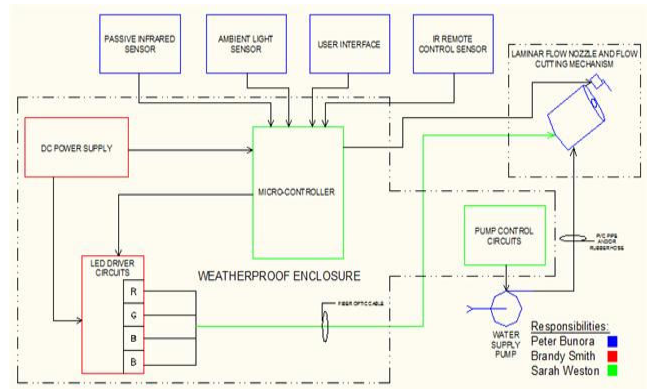 PASSIVE INFRARED
SENSOR
AMBIENT LIGHT
SENSOR
USER INTERFACE
IR REMOTE
CONTROL SENSOR
LAMINAR FLOW NOZZLE AND FLOW
CUTTING MECHANISM
DC POWER SUPPLY
MICRO-CONTROLLER
PUMP CONTROL
CIRCUITS
PVC PIPE
AND/OR
RUBBER HOSE
LED DRIVER
CIRCUITS
WEATHERPROOF ENCLOSURE
R
G
B
B
FIBER OPTIC CABLE
WATER
SUPPLY
PUMP
Responsibilities:
Peter Bunora
Brandy Smith
Sarah Weston